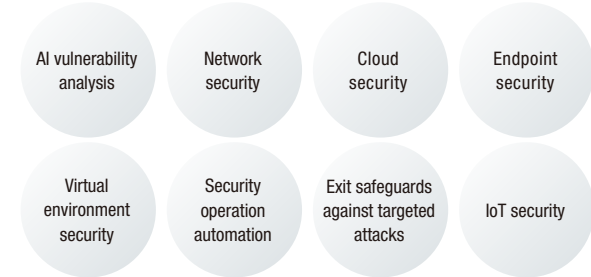 AI vulnerability
analysis
Network
security
Cloud
security
Endpoint
security
Virtual
environment
security
Security
operation
automation
Exit safeguards
against targeted
attacks
IoT security